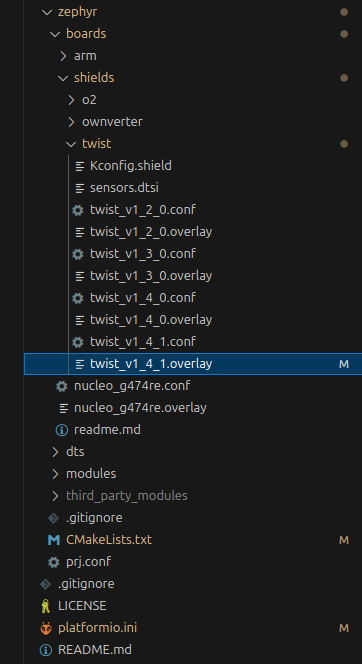 zephyr
boards
arm
shields
o2
ownverter
twist
Kconfig.shield
sensors.dtsi
twist_v1_2_0.conf
twist_v1_2_0.overlay
twist_v1_3_0.conf
twist_v1_3_0.overlay
twist_v1_4_0.conf
twist_v1_4_0.overlay
twist_v1_4_1.conf
twist_v1_4_1.overlay M
nucleo_g474re.conf
nucleo_g474re.overlay
readme.md
dts
modules
third_party_modules
.gitignore
CMakeLists.txt M
prj.conf
.gitignore
LICENSE
platformio.ini M
README.md